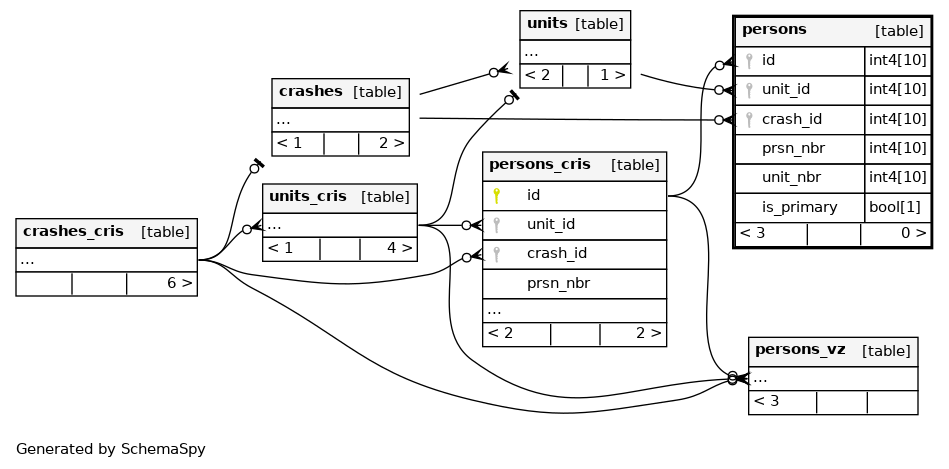 units [table]
...
< 2 1 >
persons [table]
id int4[10]
unit_id int4[10]
crash_id int4[10]
prsn_nbr int4[10]
unit_nbr int4[10]
is_primary bool[1]
< 3 0 >
crashes [table]
...
< 1 2 >
persons_cris [table]
id
unit_id
crash_id
prsn_nbr
...
< 2 2 >
units_cris [table]
...
< 1 4 >
crashes_cris [table]
...
6 >
persons_vz [table]
...
< 3
Generated by SchemaSpy